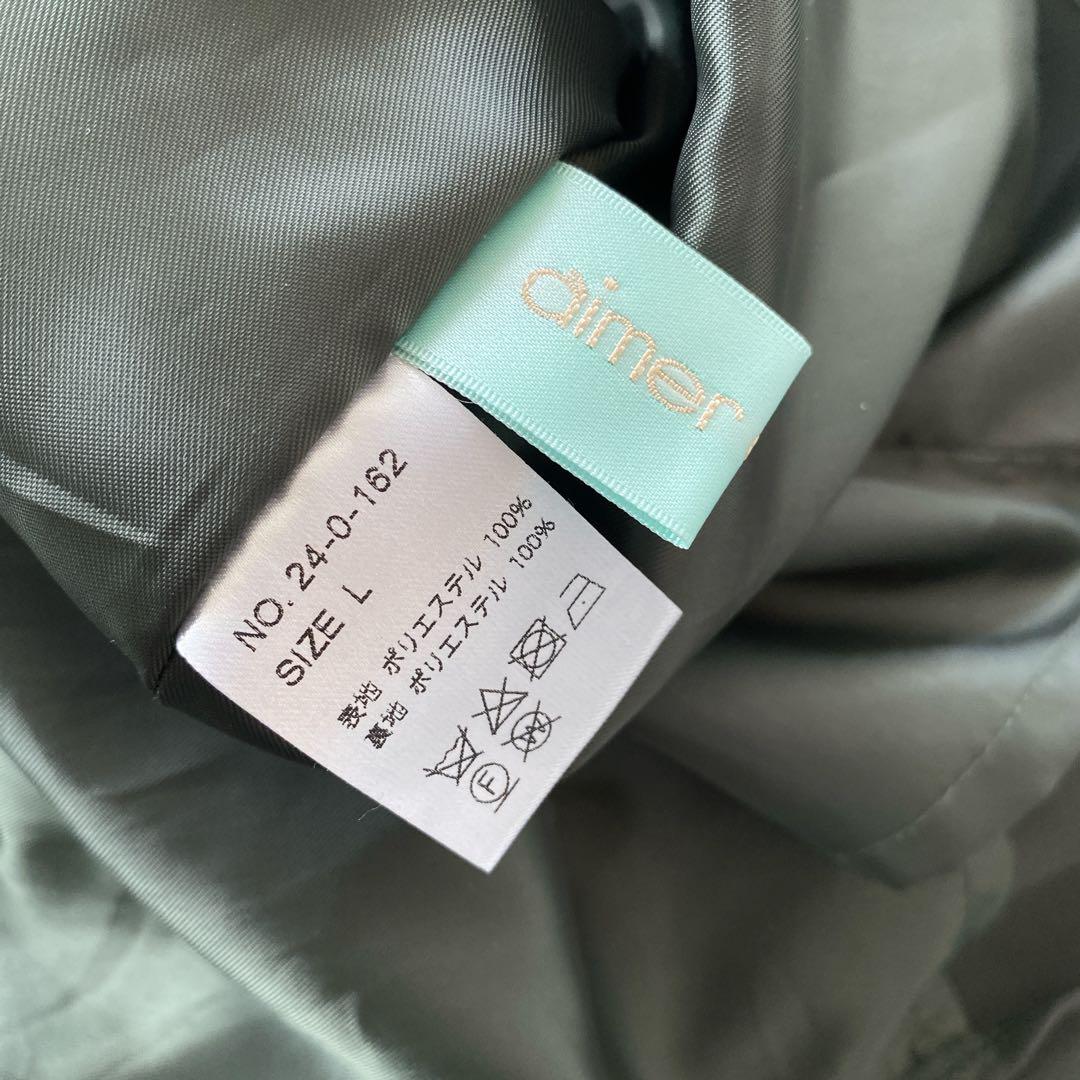 aimer
NO. 24-0-162
SIZE L
表地 ポリエステル 100%
裏地 ポリエステル 100%
F
W